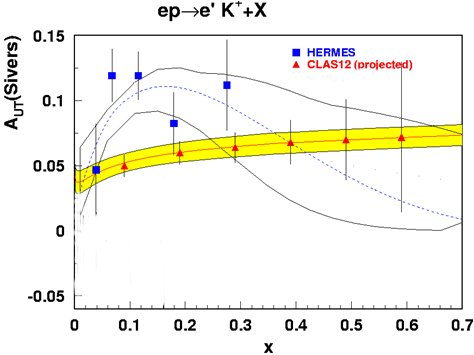 ep→e' K⁺+X
HERMES
CLAS12 (projected)
A_UT(Sivers)
0.15
0.1
0.05
0
-0.05
0 0.1 0.2 0.3 0.4 0.5 0.6 0.7
x